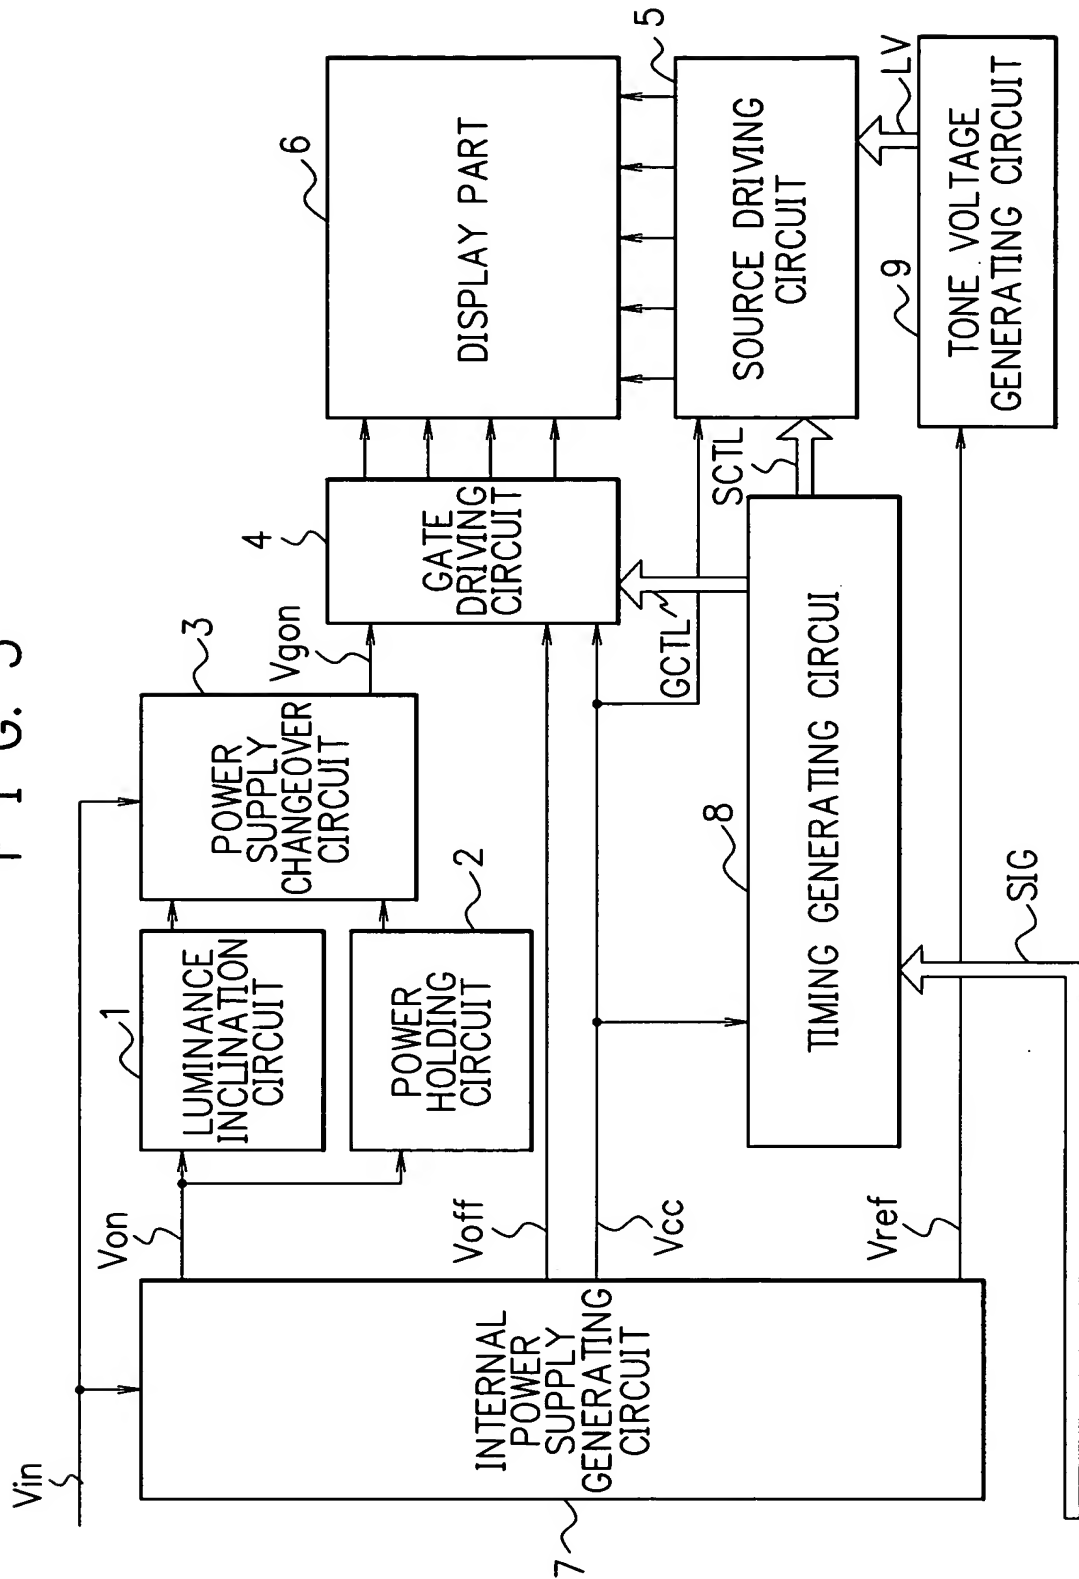 Vin
7
INTERNAL
POWER
SUPPLY
GENERATING
CIRCUIT
Von
Voff
Vcc
Vref
1
LUMINANCE
INCLINATION
CIRCUIT
2
POWER
HOLDING
CIRCUIT
3
POWER
SUPPLY
CHANGEOVER
CIRCUIT
Vgon
4
GATE
DRIVING
CIRCUIT
GCTL
8
TIMING GENERATING CIRCUI
SIG
SCTL
6
DISPLAY PART
5
SOURCE DRIVING
CIRCUIT
LV
9
TONE VOLTAGE
GENERATING CIRCUIT